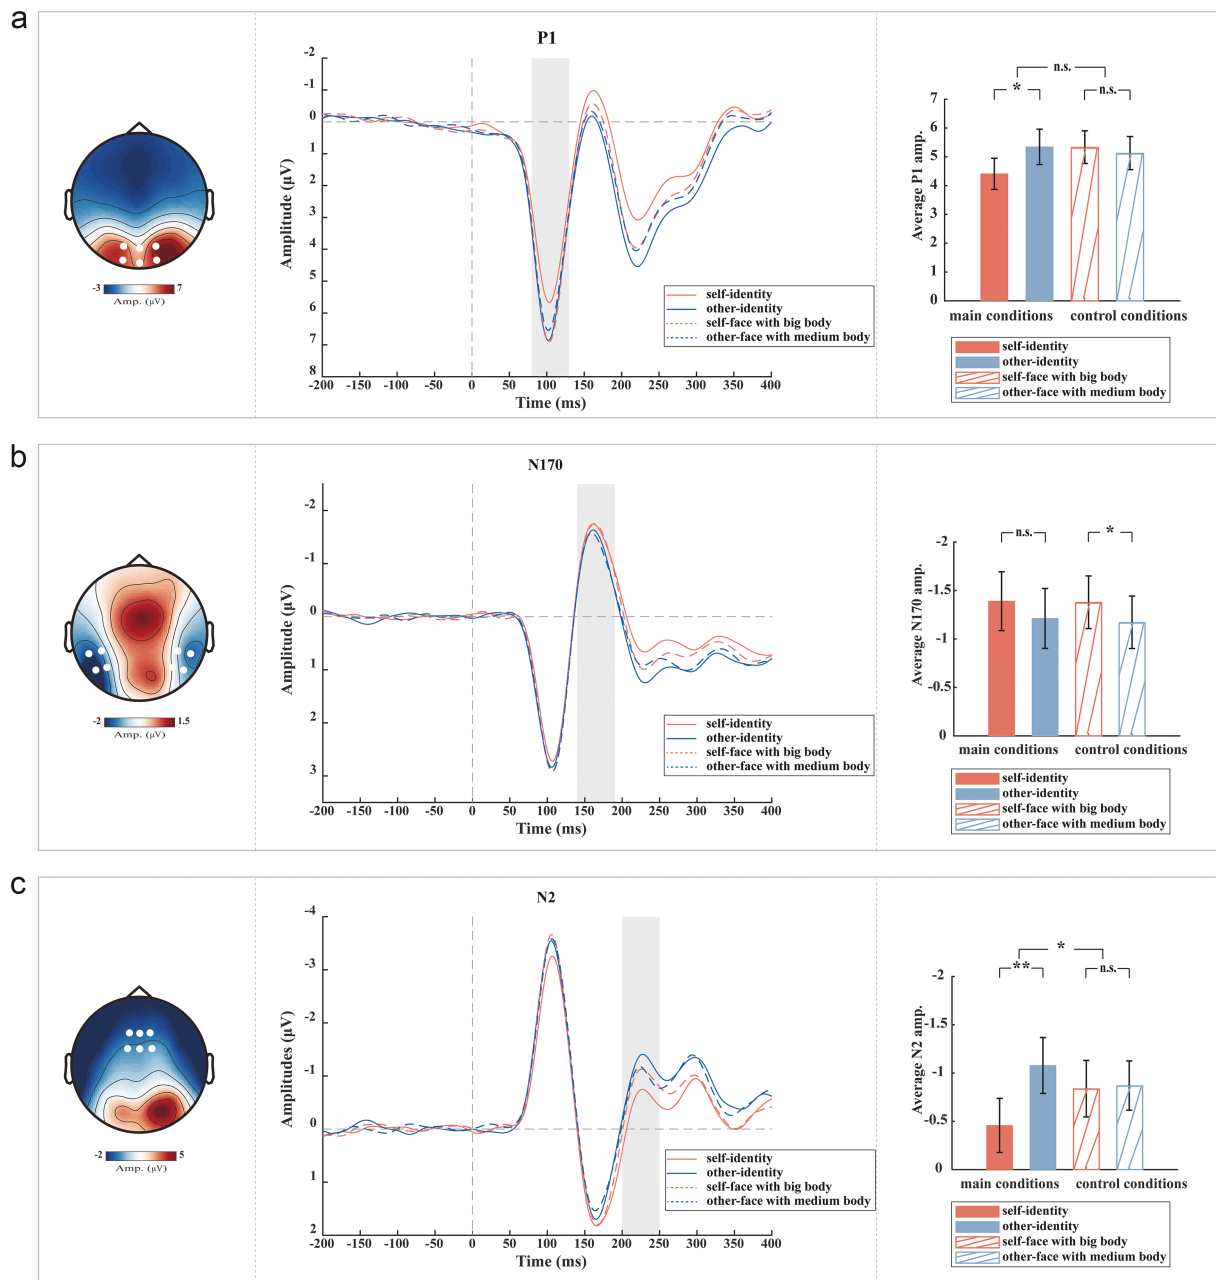 a
P1
-2
-1
0
1
2
3
4
5
6
7
8
Amplitude (μV)
-200 -150 -100 -50 0 50 100 150 200 250 300 350 400
Time (ms)
self-identity
other-identity
self-face with big body
other-face with medium body
-3 7
Amp. (μV)
n.s.
* n.s.
7
6
5
4
3
2
1
0
Average P1 amp.
main conditions control conditions
self-identity
other-identity
self-face with big body
other-face with medium body
b
N170
-2
-1
0
1
2
3
Amplitude (μV)
-200 -150 -100 -50 0 50 100 150 200 250 300 350 400
Time (ms)
self-identity
other-identity
self-face with big body
other-face with medium body
-2 1.5
Amp. (μV)
n.s. *
-2
-1.5
-1
-0.5
0
Average N170 amp.
main conditions control conditions
self-identity
other-identity
self-face with big body
other-face with medium body
c
N2
-4
-3
-2
-1
0
1
2
Amplitudes (μV)
-200 -150 -100 -50 0 50 100 150 200 250 300 350 400
Time (ms)
self-identity
other-identity
self-face with big body
other-face with medium body
-2 5
Amp. (μV)
*
** n.s.
-2
-1.5
-1
-0.5
0
Average N2 amp.
main conditions control conditions
self-identity
other-identity
self-face with big body
other-face with medium body